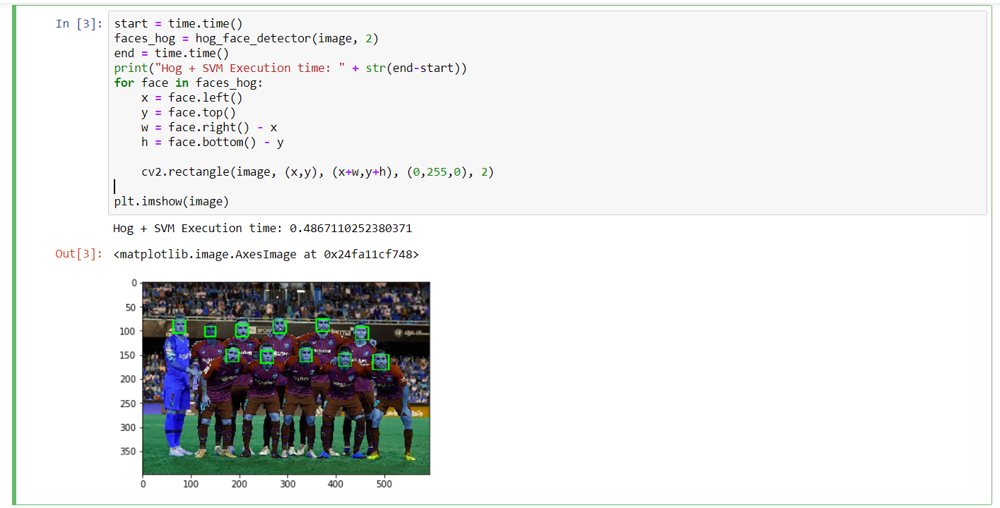 In [3]: start = time.time()
faces_hog = hog_face_detector(image, 2)
end = time.time()
print("Hog + SVM Execution time: " + str(end-start))
for face in faces_hog:
    x = face.left()
    y = face.top()
    w = face.right() - x
    h = face.bottom() - y
    cv2.rectangle(image, (x,y), (x+w,y+h), (0,255,0), 2)
plt.imshow(image)
Hog + SVM Execution time: 0.4867110252380371
Out[3]: <matplotlib.image.AxesImage at 0x24fa11cf748>
0
50
100
150
200
250
300
350
0 100 200 300 400 500